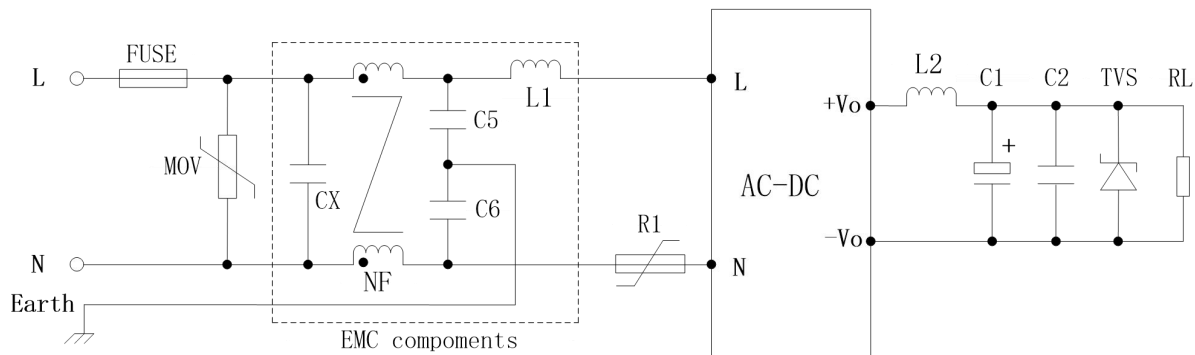 FUSE
L
MOV
CX
NF
C5
C6
L1
N
Earth
EMC compoments
R1
L
N
AC-DC
+Vo
-Vo
L2
C1
+
C2
TVS
RL